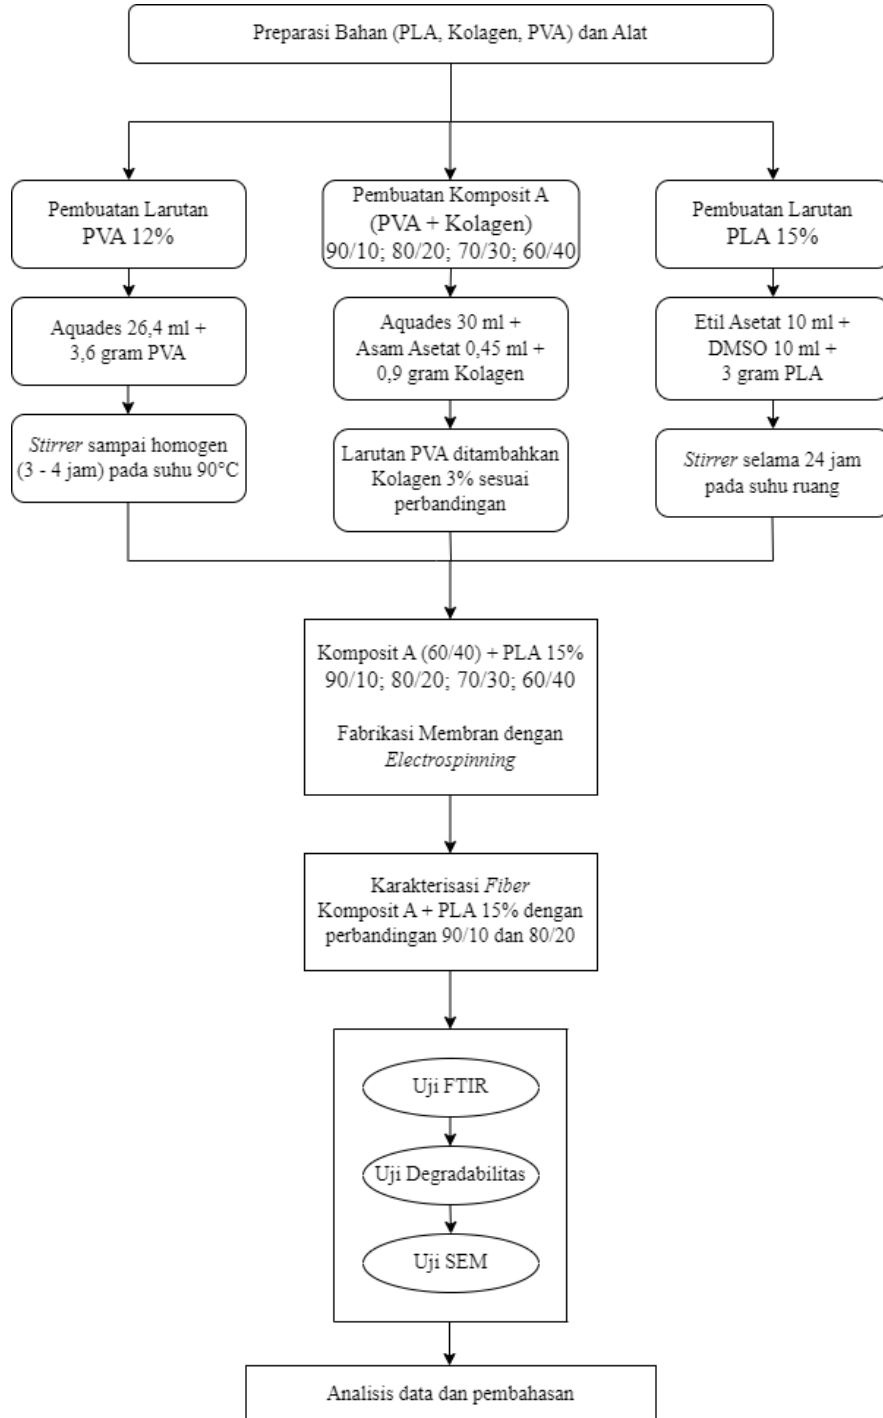 Preparasi Bahan (PLA, Kolagen, PVA) dan Alat
Pembuatan Larutan
PVA 12%
Aquades 26,4 ml +
3,6 gram PVA
Stirrer sampai homogen
(3 - 4 jam) pada suhu 90°C
Pembuatan Komposit A
(PVA + Kolagen)
90/10; 80/20; 70/30; 60/40
Aquades 30 ml +
Asam Asetat 0,45 ml +
0,9 gram Kolagen
Larutan PVA ditambahkan
Kolagen 3% sesuai
perbandingan
Pembuatan Larutan
PLA 15%
Etil Asetat 10 ml +
DMSO 10 ml +
3 gram PLA
Stirrer selama 24 jam
pada suhu ruang
Komposit A (60/40) + PLA 15%
90/10; 80/20; 70/30; 60/40
Fabrikasi Membran dengan
Electrospinning
Karakterisasi Fiber
Komposit A + PLA 15% dengan
perbandingan 90/10 dan 80/20
Uji FTIR
Uji Degradabilitas
Uji SEM
Analisis data dan pembahasan